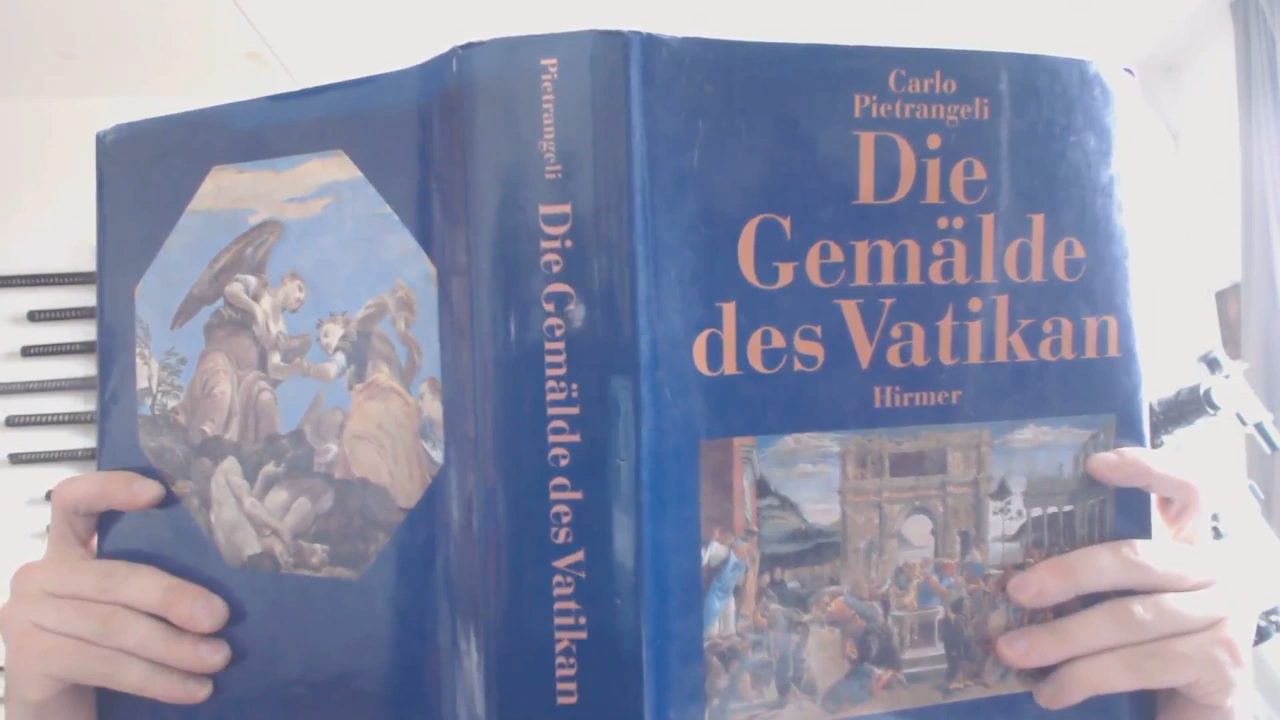 Pietrangeli Die Gemälde des Vatikan
Carlo
Pietrangeli
Die
Gemälde
des Vatikan
Hirmer